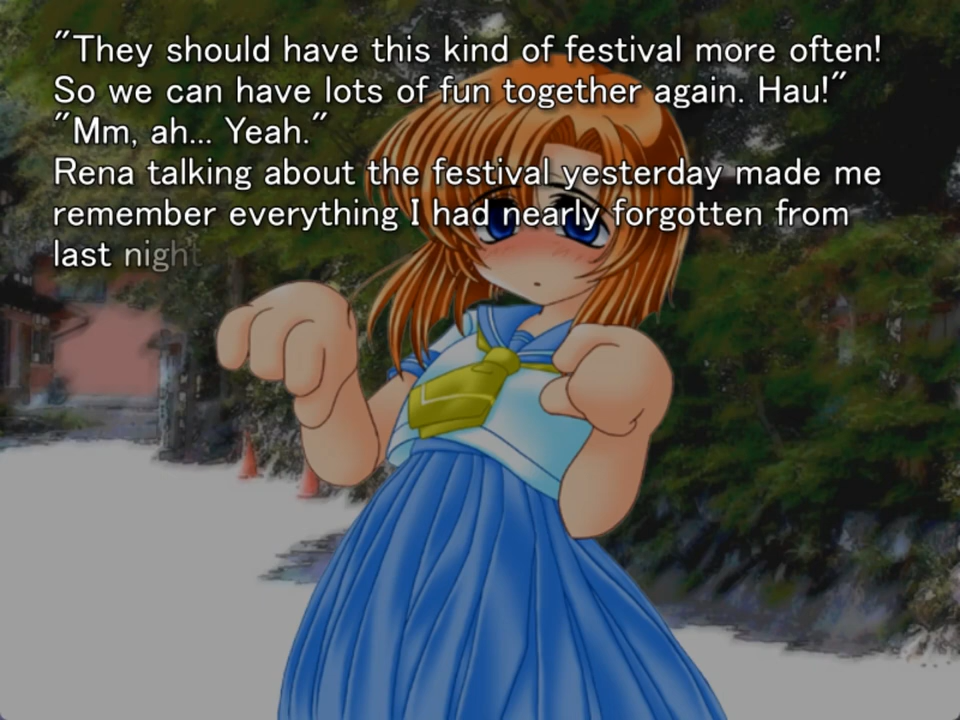 "They should have this kind of festival more often!
So we can have lots of fun together again. Hau!"
"Mm, ah... Yeah."
Rena talking about the festival yesterday made me
remember everything I had nearly forgotten from
last night